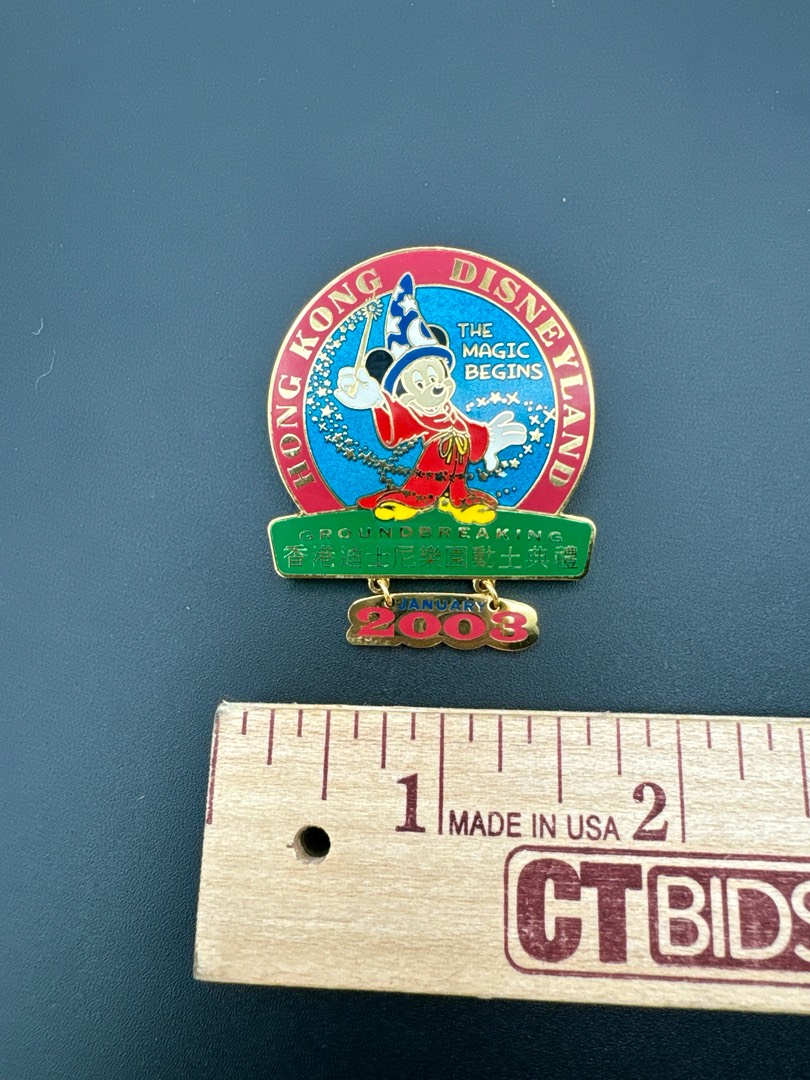 HONG KONG DISNEYLAND
THE
MAGIC
BEGINS
GROUNDBREAKING
香港迪士尼樂園動土典禮
JANUARY
2003
1 MADE IN USA 2
CTBIDS